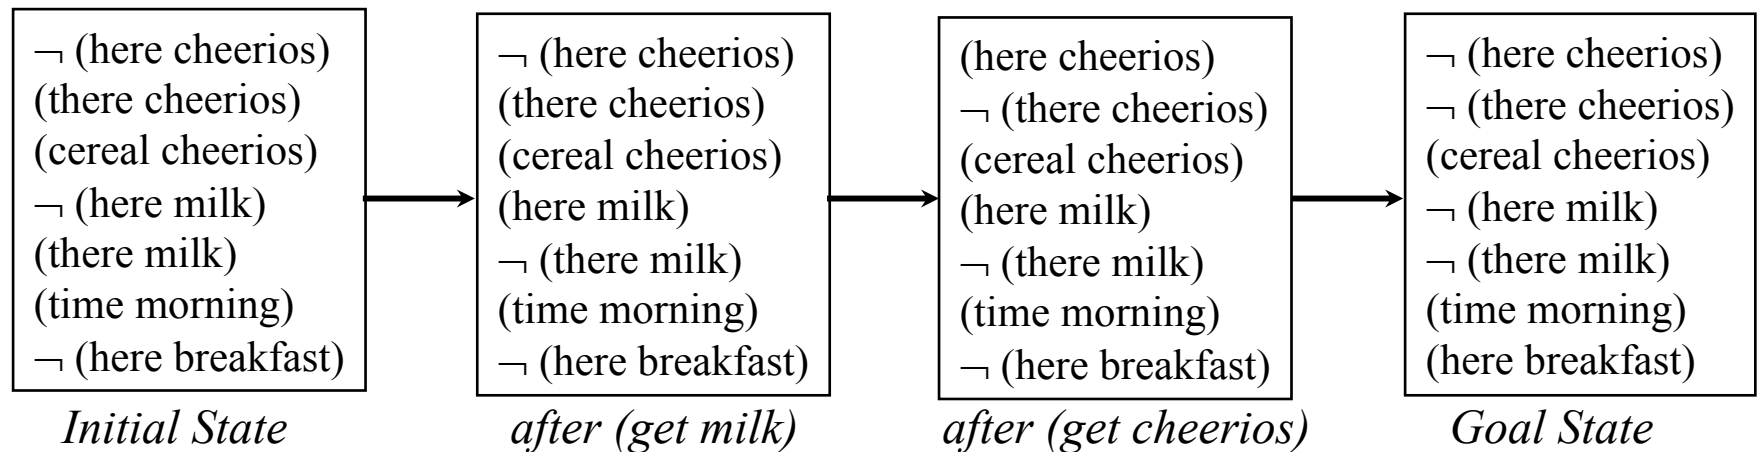 ¬ (here cheerios)
(there cheerios)
(cereal cheerios)
¬ (here milk)
(there milk)
(time morning)
¬ (here breakfast)
Initial State
¬ (here cheerios)
(there cheerios)
(cereal cheerios)
(here milk)
¬ (there milk)
(time morning)
¬ (here breakfast)
after (get milk)
(here cheerios)
¬ (there cheerios)
(cereal cheerios)
(here milk)
¬ (there milk)
(time morning)
¬ (here breakfast)
after (get cheerios)
¬ (here cheerios)
¬ (there cheerios)
(cereal cheerios)
¬ (here milk)
¬ (there milk)
(time morning)
(here breakfast)
Goal State